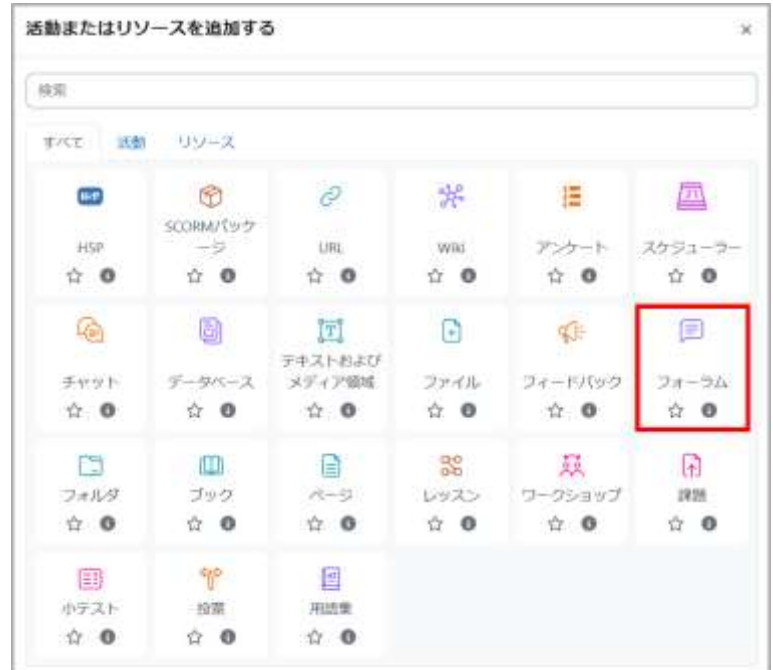 活動またはリソースを追加する
×
検索
すべて 活動 リソース
H5P
SCORMパッケ
ージ
URL
Wiki
アンケート
スケジューラー
チャット
データベース
テキストおよび
メディア領域
ファイル
フィードバック
フォーラム
フォルダ
ブック
ページ
レッスン
ワークショップ
課題
小テスト
投票
用語集